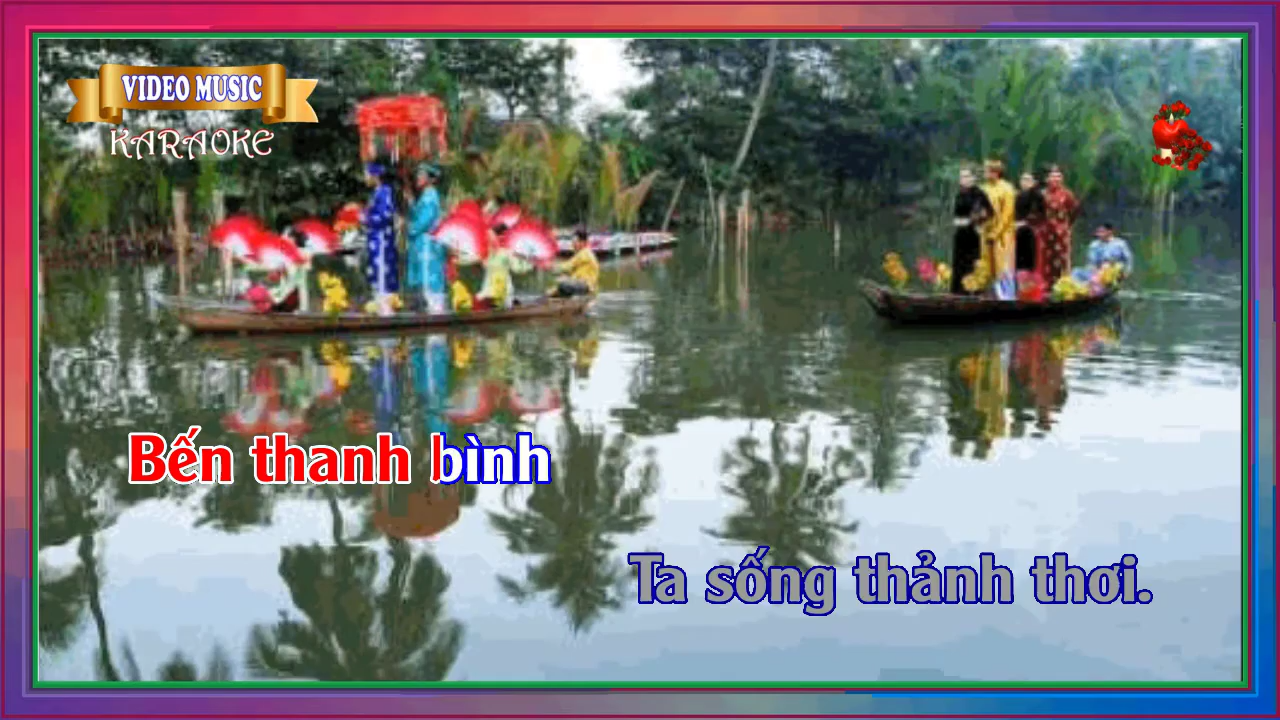 VIDEO MUSIC
KARAOKE
Bến thanh bình
Ta sống thảnh thơi.